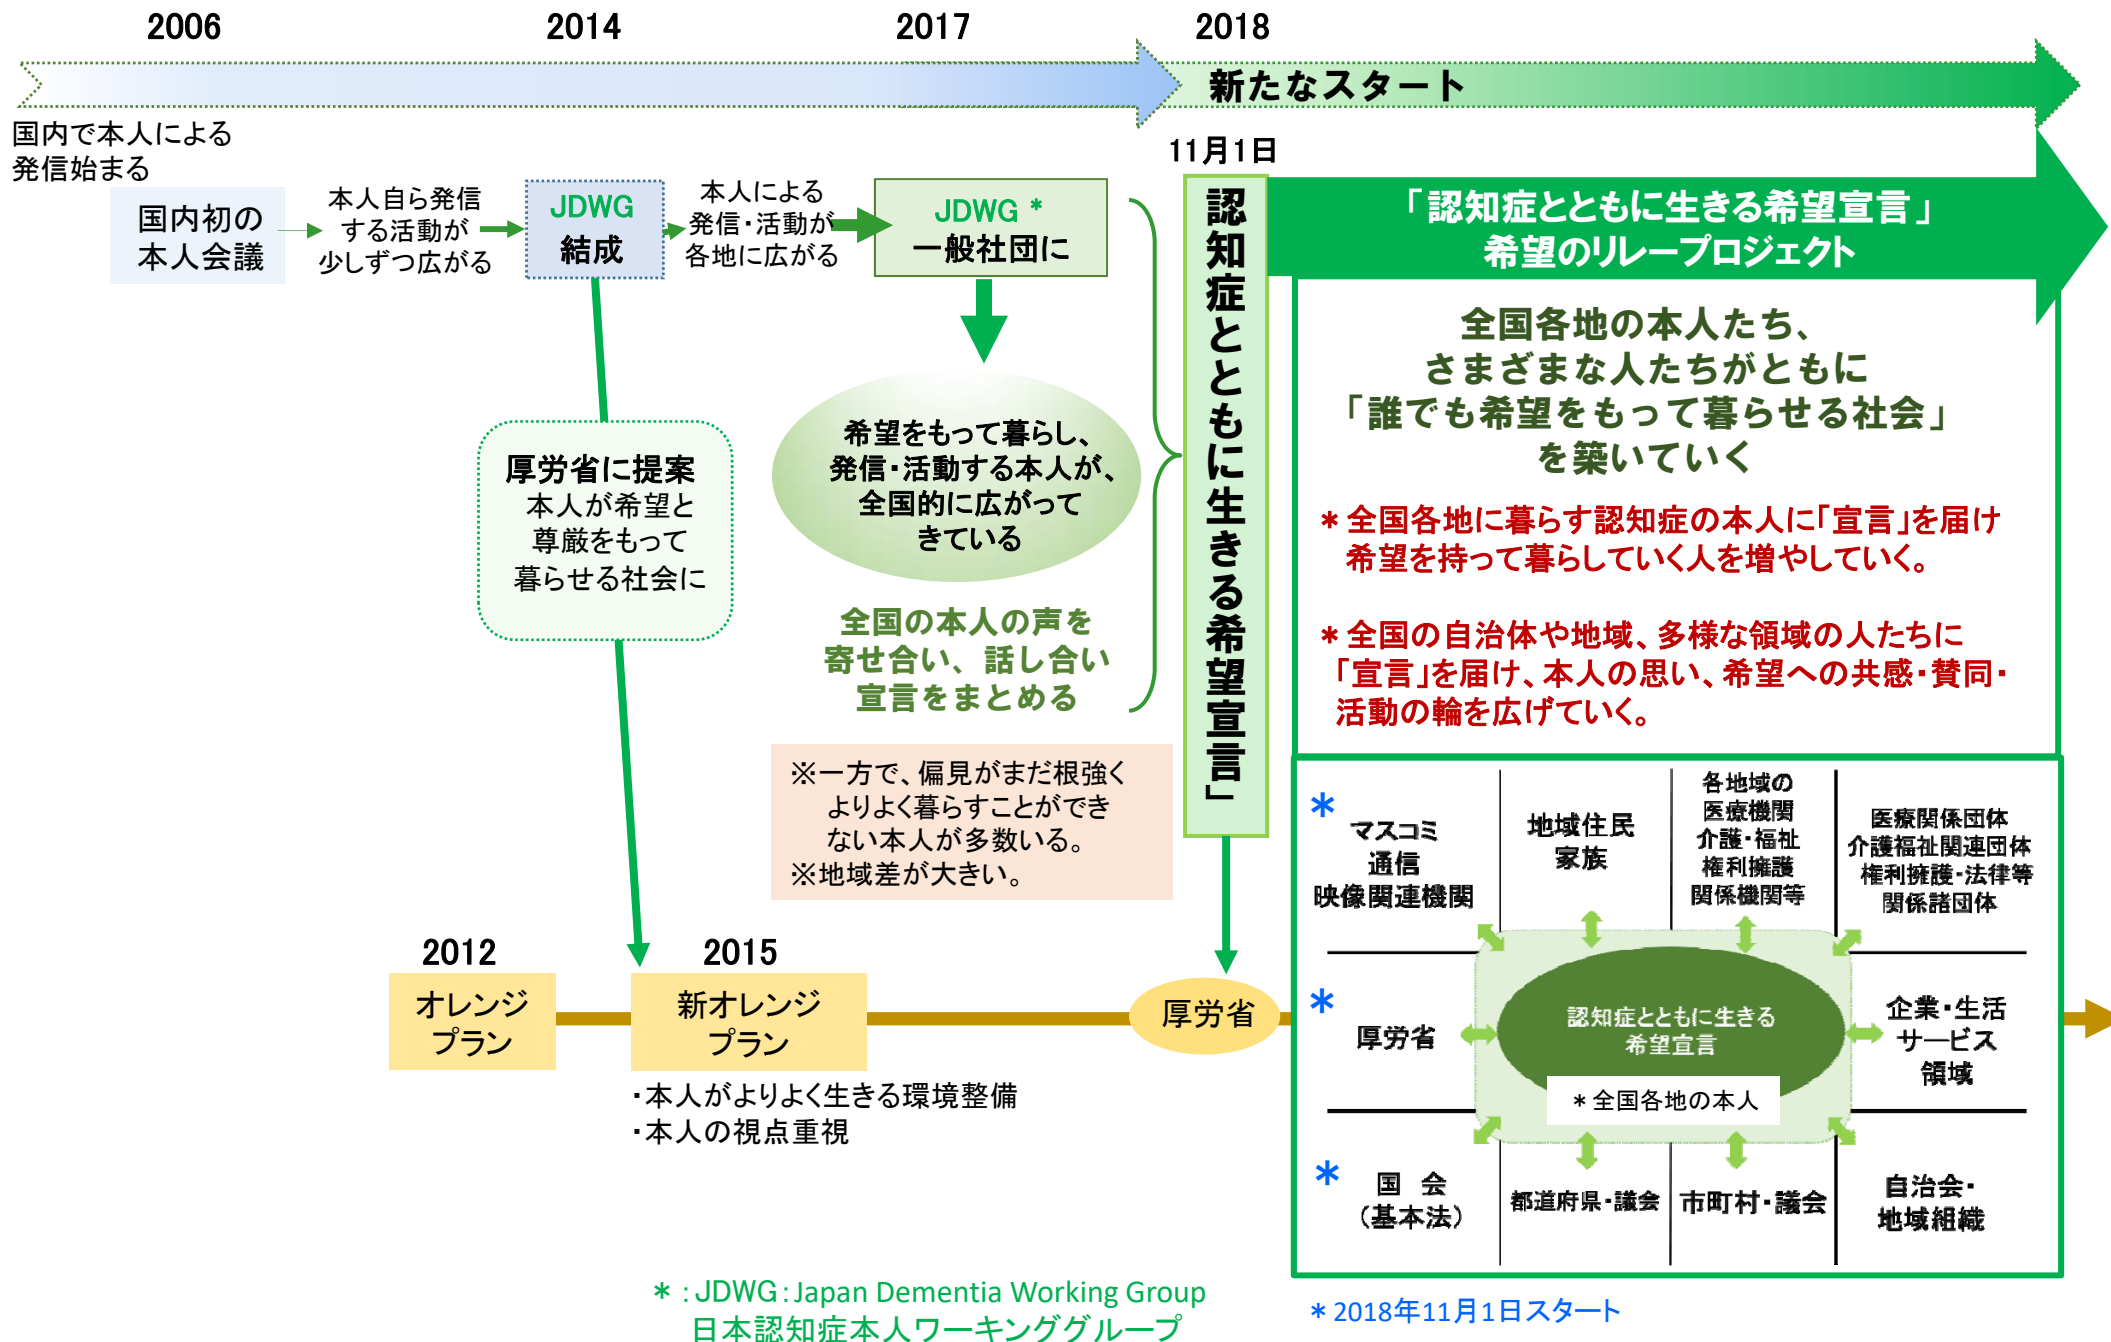 2006
2014
2017
2018
新たなスタート
国内で本人による
発信始まる
国内初の
本人会議
本人自ら発信
する活動が
少しずつ広がる
JDWG
結成
本人による
発信・活動が
各地に広がる
JDWG *
一般社団に
11月1日
「認知症とともに生きる希望宣言」
「認知症とともに生きる希望宣言」
希望のリレープロジェクト
厚労省に提案
本人が希望と
尊厳をもって
暮らせる社会に
希望をもって暮らし、
発信・活動する本人が、
全国的に広がって
きている
全国の本人の声を
寄せ合い、話し合い
宣言をまとめる
※一方で、偏見がまだ根強く
よりよく暮らすことができ
ない本人が多数いる。
※地域差が大きい。
全国各地の本人たち、
さまざまな人たちがともに
「誰でも希望をもって暮らせる社会」
を築いていく
*全国各地に暮らす認知症の本人に「宣言」を届け
希望を持って暮らしていく人を増やしていく。
*全国の自治体や地域、多様な領域の人たちに
「宣言」を届け、本人の思い、希望への共感・賛同・
活動の輪を広げていく。
2012
オレンジ
プラン
2015
新オレンジ
プラン
・本人がよりよく生きる環境整備
・本人の視点重視
厚労省
*
マスコミ
通信
映像関連機関
地域住民
家族
各地域の
医療機関
介護・福祉
権利擁護
関係機関等
医療関係団体
介護福祉関連団体
権利擁護・法律等
関係諸団体
*
厚労省
認知症とともに生きる
希望宣言
*全国各地の本人
企業・生活
サービス
領域
*
国 会
(基本法)
都道府県・議会
市町村・議会
自治会・
地域組織
*:JDWG:Japan Dementia Working Group
日本認知症本人ワーキンググループ
*2018年11月1日スタート